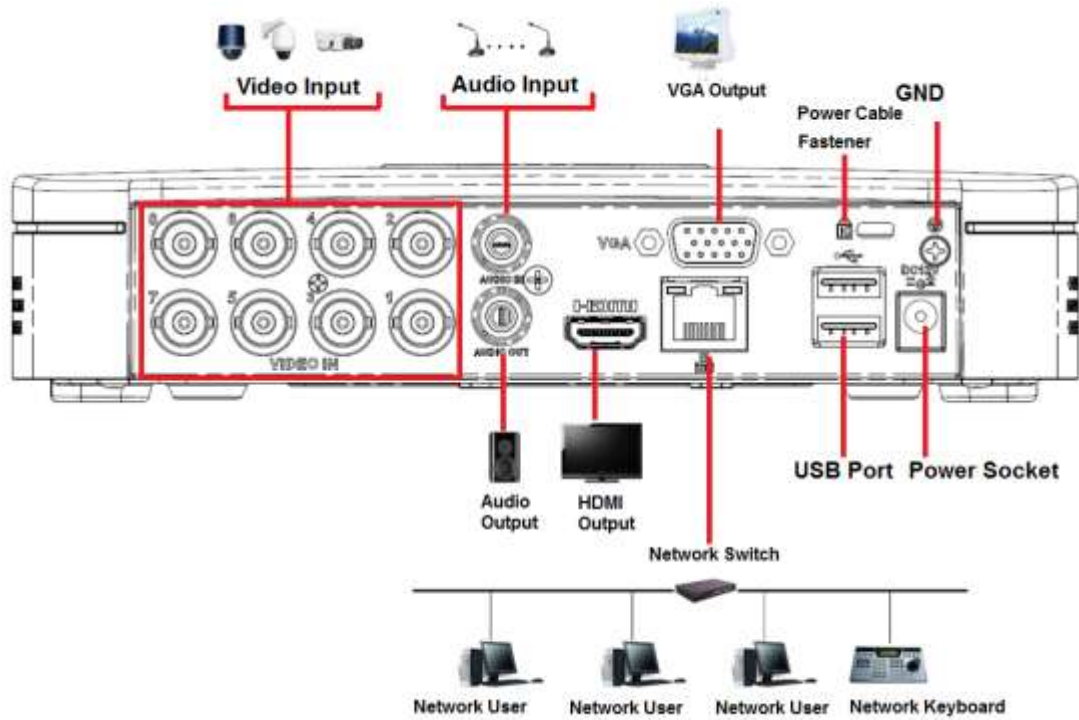 Video Input
Audio Input
VGA Output
Power Cable
Fastener
GND
8 6 4 2
VGA
AUDIO IN
DC12V
HDMI
7 5 3 1
AUDIO OUT
VIDEO IN
USB Port
Power Socket
Audio
Output
HDMI
Output
Network Switch
Network User
Network User
Network User
Network Keyboard